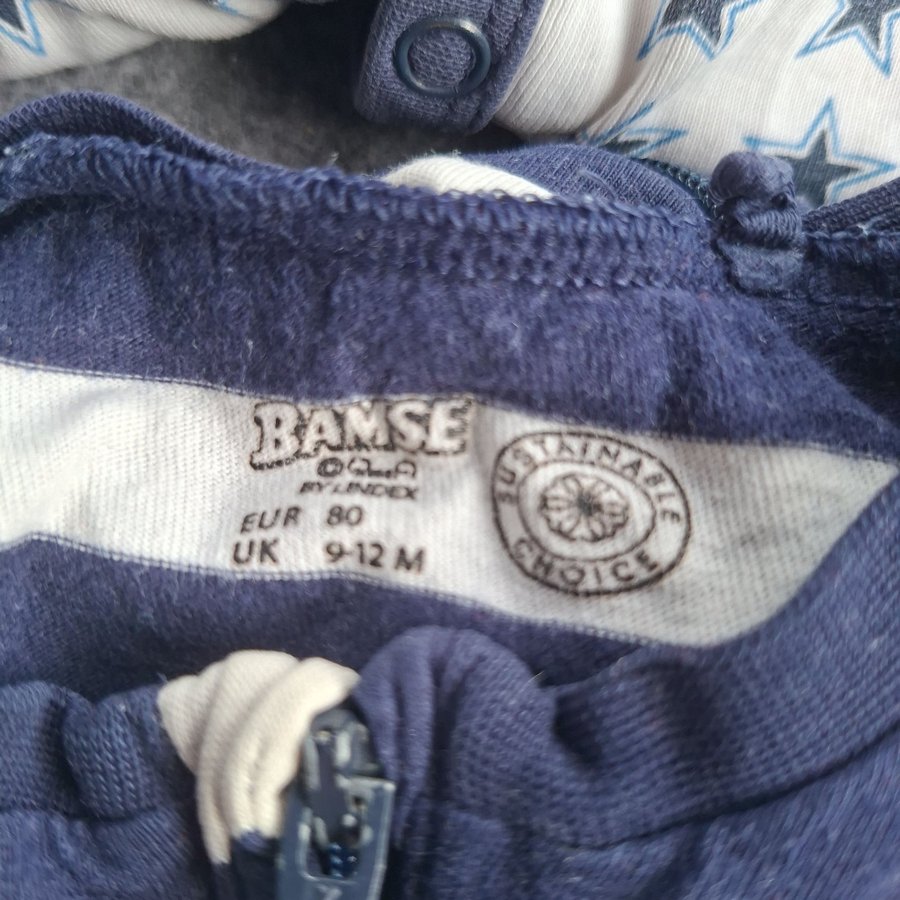 BAMSE
BY LINDEX
EUR 80
UK 9-12 M
SUSTAINABLE
CHOICE